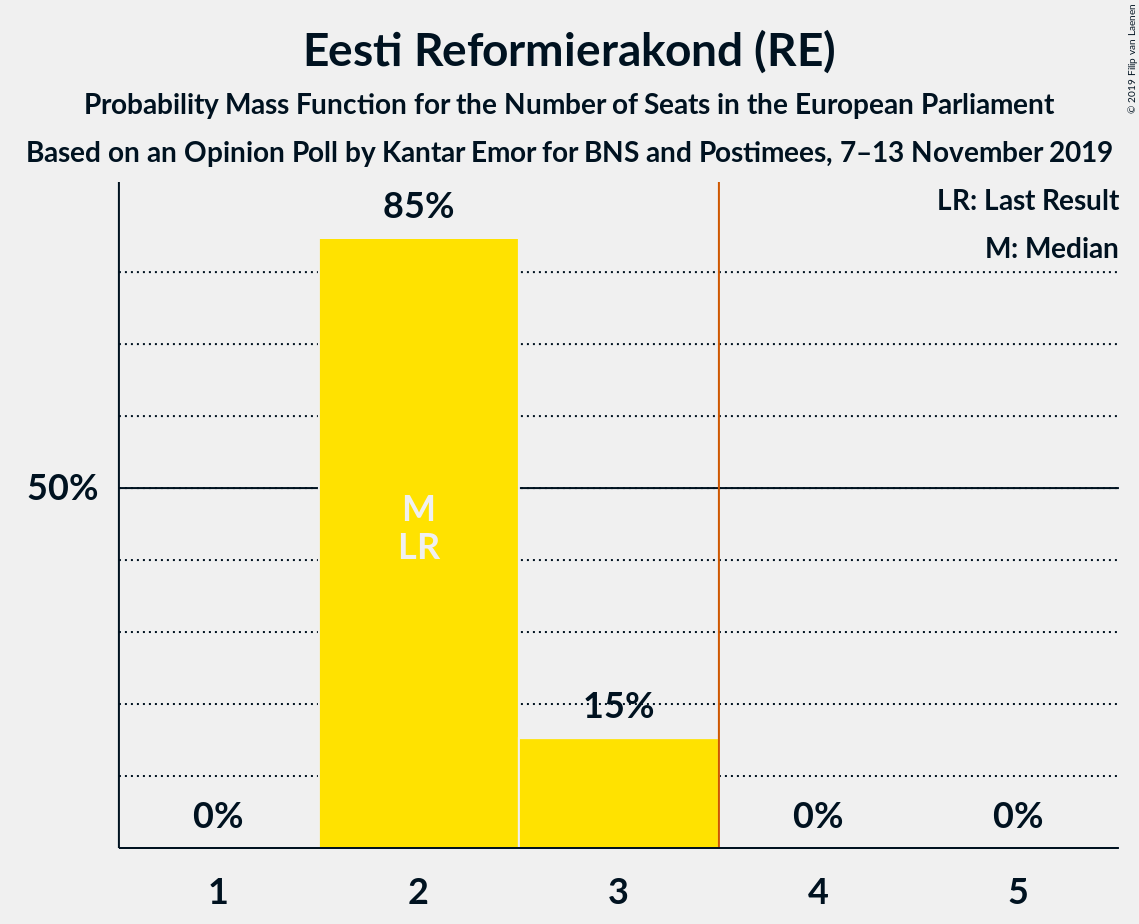 Eesti Reformierakond (RE)
Probability Mass Function for the Number of Seats in the European Parliament
Based on an Opinion Poll by Kantar Emor for BNS and Postimees, 7–13 November 2019
© 2019 Filip van Laenen
LR: Last Result
M: Median
85%
50%
M
LR
15%
0%
0%
0%
1
2
3
4
5